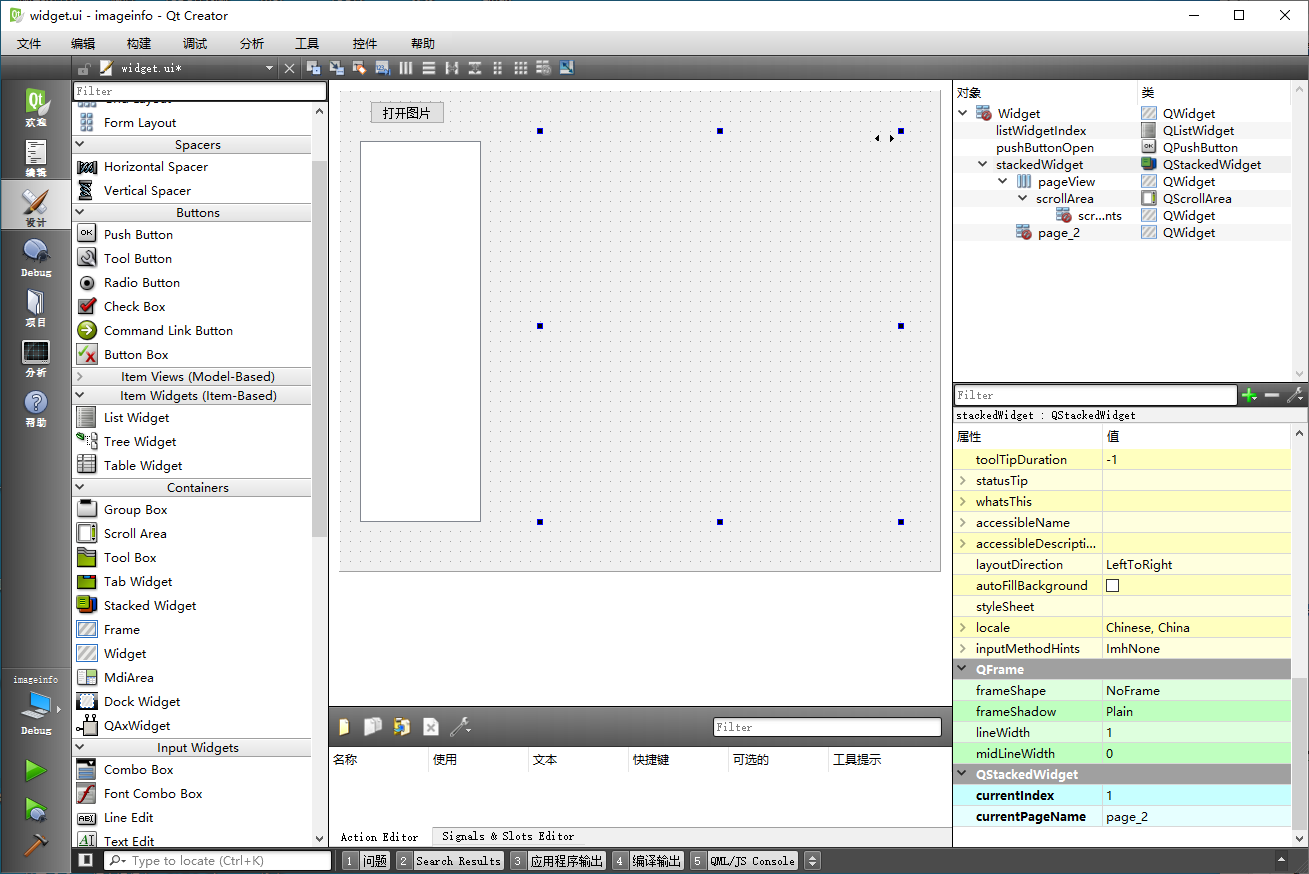 widget.ui - imageinfo - Qt Creator
文件 编辑 构建 调试 分析 工具 控件 帮助
widget.ui*
欢迎
编辑
设计
Debug
项目
分析
帮助
imageinfo
Debug
Filter
Grid Layout
Form Layout
Spacers
Horizontal Spacer
Vertical Spacer
Buttons
Push Button
Tool Button
Radio Button
Check Box
Command Link Button
Button Box
Item Views (Model-Based)
Item Widgets (Item-Based)
List Widget
Tree Widget
Table Widget
Containers
Group Box
Scroll Area
Tool Box
Tab Widget
Stacked Widget
Frame
Widget
MdiArea
Dock Widget
QAxWidget
Input Widgets
Combo Box
Font Combo Box
Line Edit
Text Edit
打开图片
Filter
名称 使用 文本 快捷键 可选的 工具提示
Action Editor Signals & Slots Editor
对象 类
Widget QWidget
listWidgetIndex QListWidget
pushButtonOpen QPushButton
stackedWidget QStackedWidget
pageView QWidget
scrollArea QScrollArea
scr...nts QWidget
page_2 QWidget
Filter
stackedWidget : QStackedWidget
属性 值
toolTipDuration -1
statusTip
whatsThis
accessibleName
accessibleDescripti...
layoutDirection LeftToRight
autoFillBackground
styleSheet
locale Chinese, China
inputMethodHints ImhNone
QFrame
frameShape NoFrame
frameShadow Plain
lineWidth 1
midLineWidth 0
QStackedWidget
currentIndex 1
currentPageName page_2
Type to locate (Ctrl+K) 1 问题 2 Search Results 3 应用程序输出 4 编译输出 5 QML/JS Console